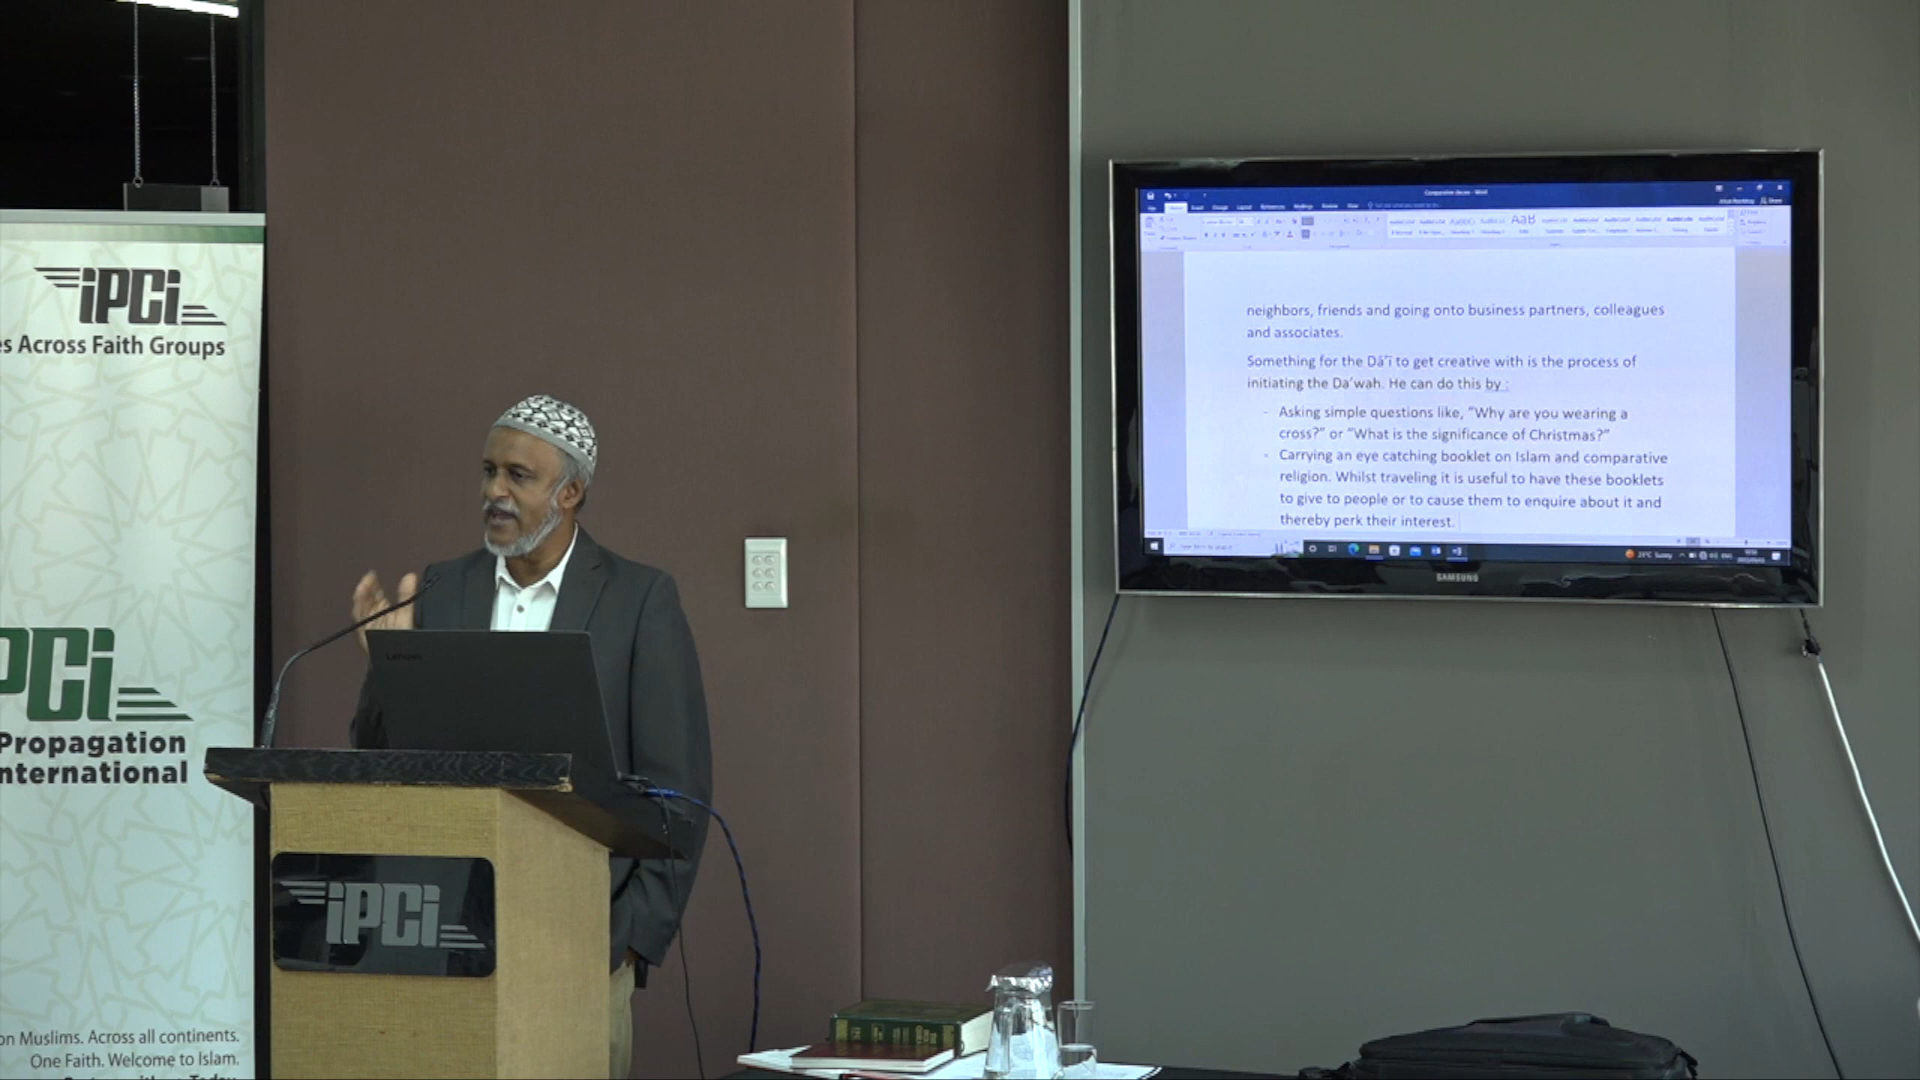 iPCi
es Across Faith Groups
PCi
Propagation
nternational
on Muslims. Across all continents.
One Faith. Welcome to Islam.
iPCi
Lenovo
neighbors, friends and going onto business partners, colleagues
and associates.
Something for the Dā'ī to get creative with is the process of
initiating the Da'wah. He can do this by :
- Asking simple questions like, "Why are you wearing a
cross?" or "What is the significance of Christmas?"
- Carrying an eye catching booklet on Islam and comparative
religion. Whilst traveling it is useful to have these booklets
to give to people or to cause them to enquire about it and
thereby perk their interest.
SAMSUNG